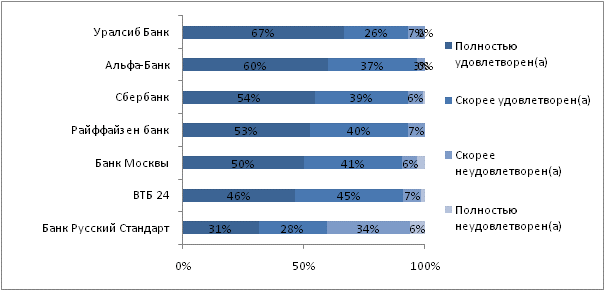 Уралсиб Банк 67% 26% 7% 0%
Альфа-Банк 60% 37% 3% 0%
Сбербанк 54% 39% 6%
Райффайзен банк 53% 40% 7%
Банк Москвы 50% 41% 6%
ВТБ 24 46% 45% 7%
Банк Русский Стандарт 31% 28% 34% 6%
0% 50% 100%
Полностью
удовлетворен(а)
Скорее удовлетворен(а)
Скорее
неудовлетворен(а)
Полностью
неудовлетворен(а)